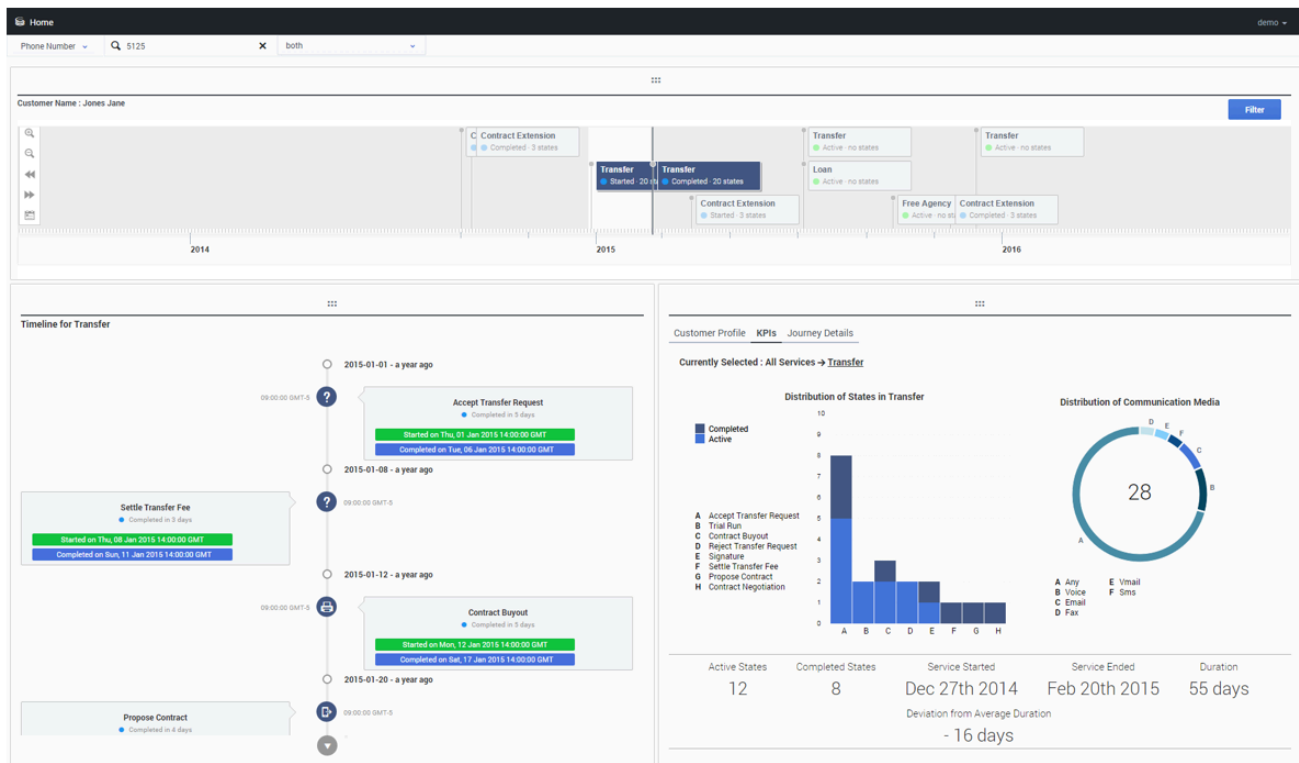 Home
demo
Phone Number
5125
both
Customer Name : Jones Jane
Filter
C
Contract Extension
Completed · 3 states
Transfer
Active · no states
Transfer
Active · no states
Transfer
Started · 20 st
Transfer
Completed · 20 states
Loan
Active · no states
Contract Extension
Started · 3 states
Free Agency
Active · no st
Contract Extension
Completed · 3 states
2014
2015
2016
Timeline for Transfer
2015-01-01 - a year ago
09:00:00 GMT-5
?
Accept Transfer Request
Completed in 5 days
Started on Thu, 01 Jan 2015 14:00:00 GMT
Completed on Tue, 06 Jan 2015 14:00:00 GMT
2015-01-08 - a year ago
Settle Transfer Fee
Completed in 3 days
Started on Thu, 08 Jan 2015 14:00:00 GMT
Completed on Sun, 11 Jan 2015 14:00:00 GMT
?
09:00:00 GMT-5
2015-01-12 - a year ago
09:00:00 GMT-5
Contract Buyout
Completed in 5 days
Started on Mon, 12 Jan 2015 14:00:00 GMT
Completed on Sat, 17 Jan 2015 14:00:00 GMT
2015-01-20 - a year ago
Propose Contract
Completed in 4 days
09:00:00 GMT-5
Customer Profile KPIs Journey Details
Currently Selected : All Services → Transfer
Distribution of States in Transfer
Completed
Active
A Accept Transfer Request
B Trial Run
C Contract Buyout
D Reject Transfer Request
E Signature
F Settle Transfer Fee
G Propose Contract
H Contract Negotiation
10
9
8
7
6
5
4
3
2
1
0
A B C D E F G H
Distribution of Communication Media
D
E
F
C
B
A
28
A Any
B Voice
C Email
D Fax
E Vmail
F Sms
Active States
12
Completed States
8
Service Started
Dec 27th 2014
Service Ended
Feb 20th 2015
Duration
55 days
Deviation from Average Duration
- 16 days